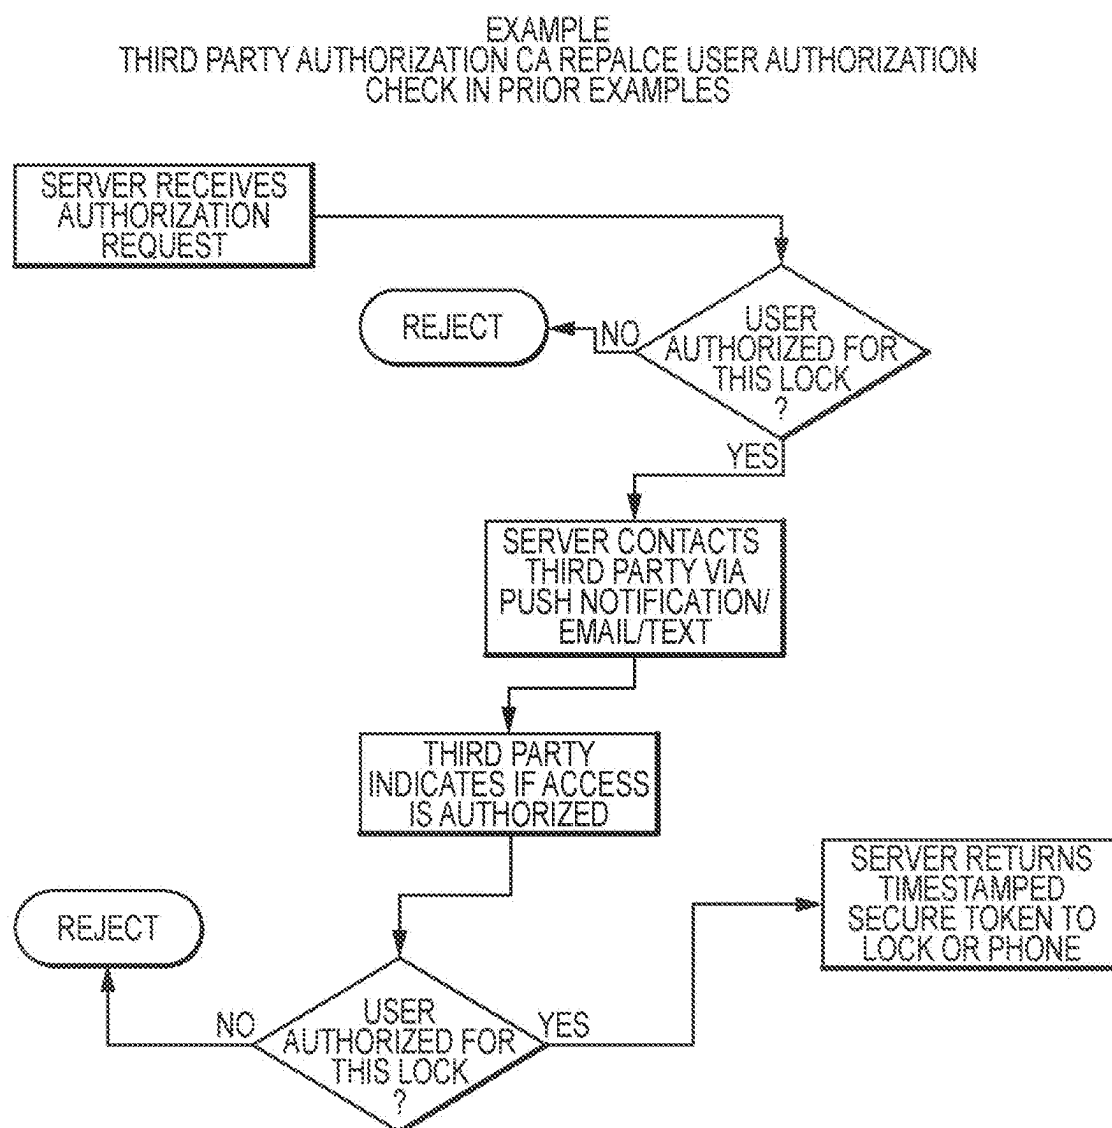 EXAMPLE
THIRD PARTY AUTHORIZATION CA REPALCE USER AUTHORIZATION
CHECK IN PRIOR EXAMPLES
SERVER RECEIVES
AUTHORIZATION
REQUEST
REJECT
NO
USER
AUTHORIZED FOR
THIS LOCK
?
YES
SERVER CONTACTS
THIRD PARTY VIA
PUSH NOTIFICATION/
EMAIL/TEXT
THIRD PARTY
INDICATES IF ACCESS
IS AUTHORIZED
SERVER RETURNS
TIMESTAMPED
SECURE TOKEN TO
LOCK OR PHONE
REJECT
NO
USER
AUTHORIZED FOR
THIS LOCK
?
YES